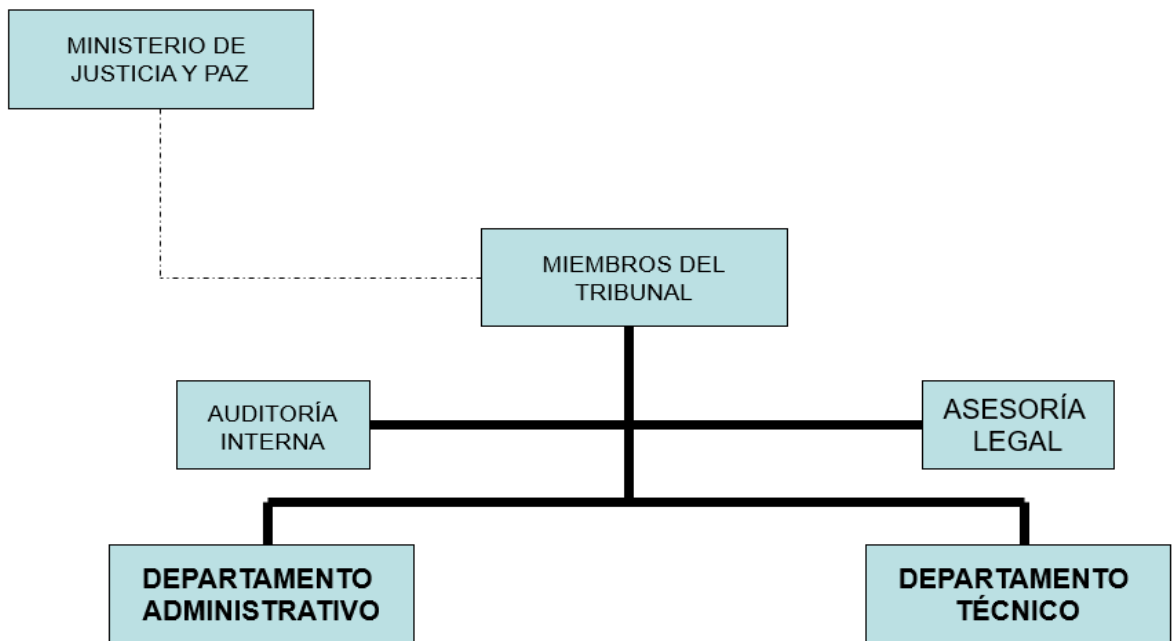 MINISTERIO DE
JUSTICIA Y PAZ
MIEMBROS DEL
TRIBUNAL
AUDITORÍA
INTERNA
ASESORÍA
LEGAL
DEPARTAMENTO
ADMINISTRATIVO
DEPARTAMENTO
TÉCNICO